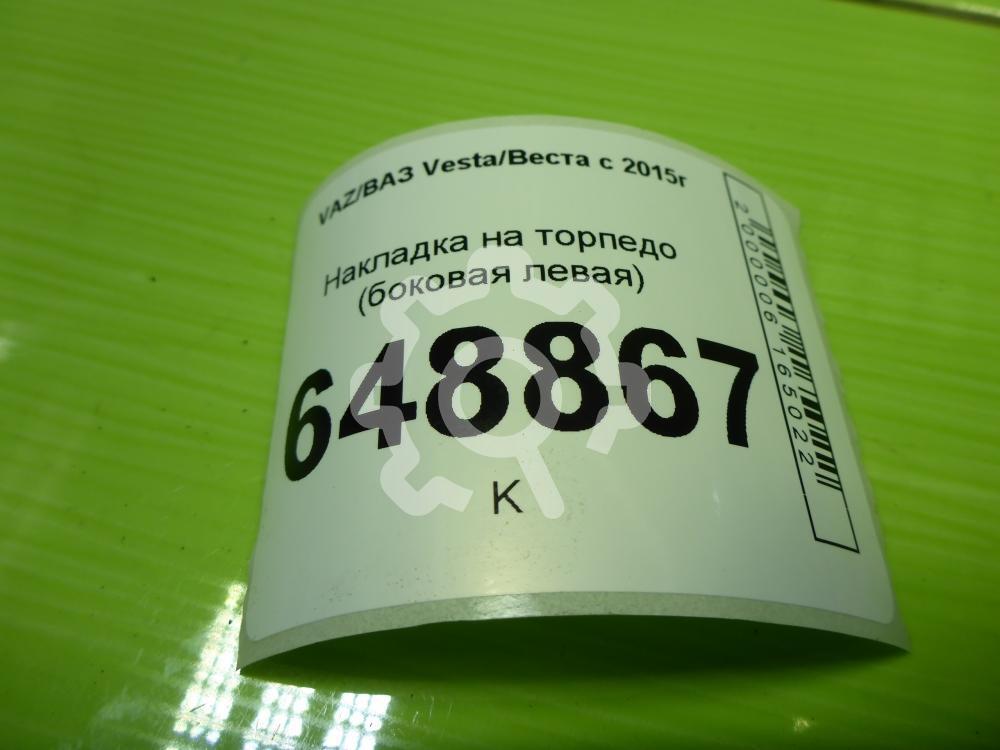 VAZ/ВАЗ Vesta/Веста с 2015г
Накладка на торпедо
(боковая левая)
648867
К
2000006165022